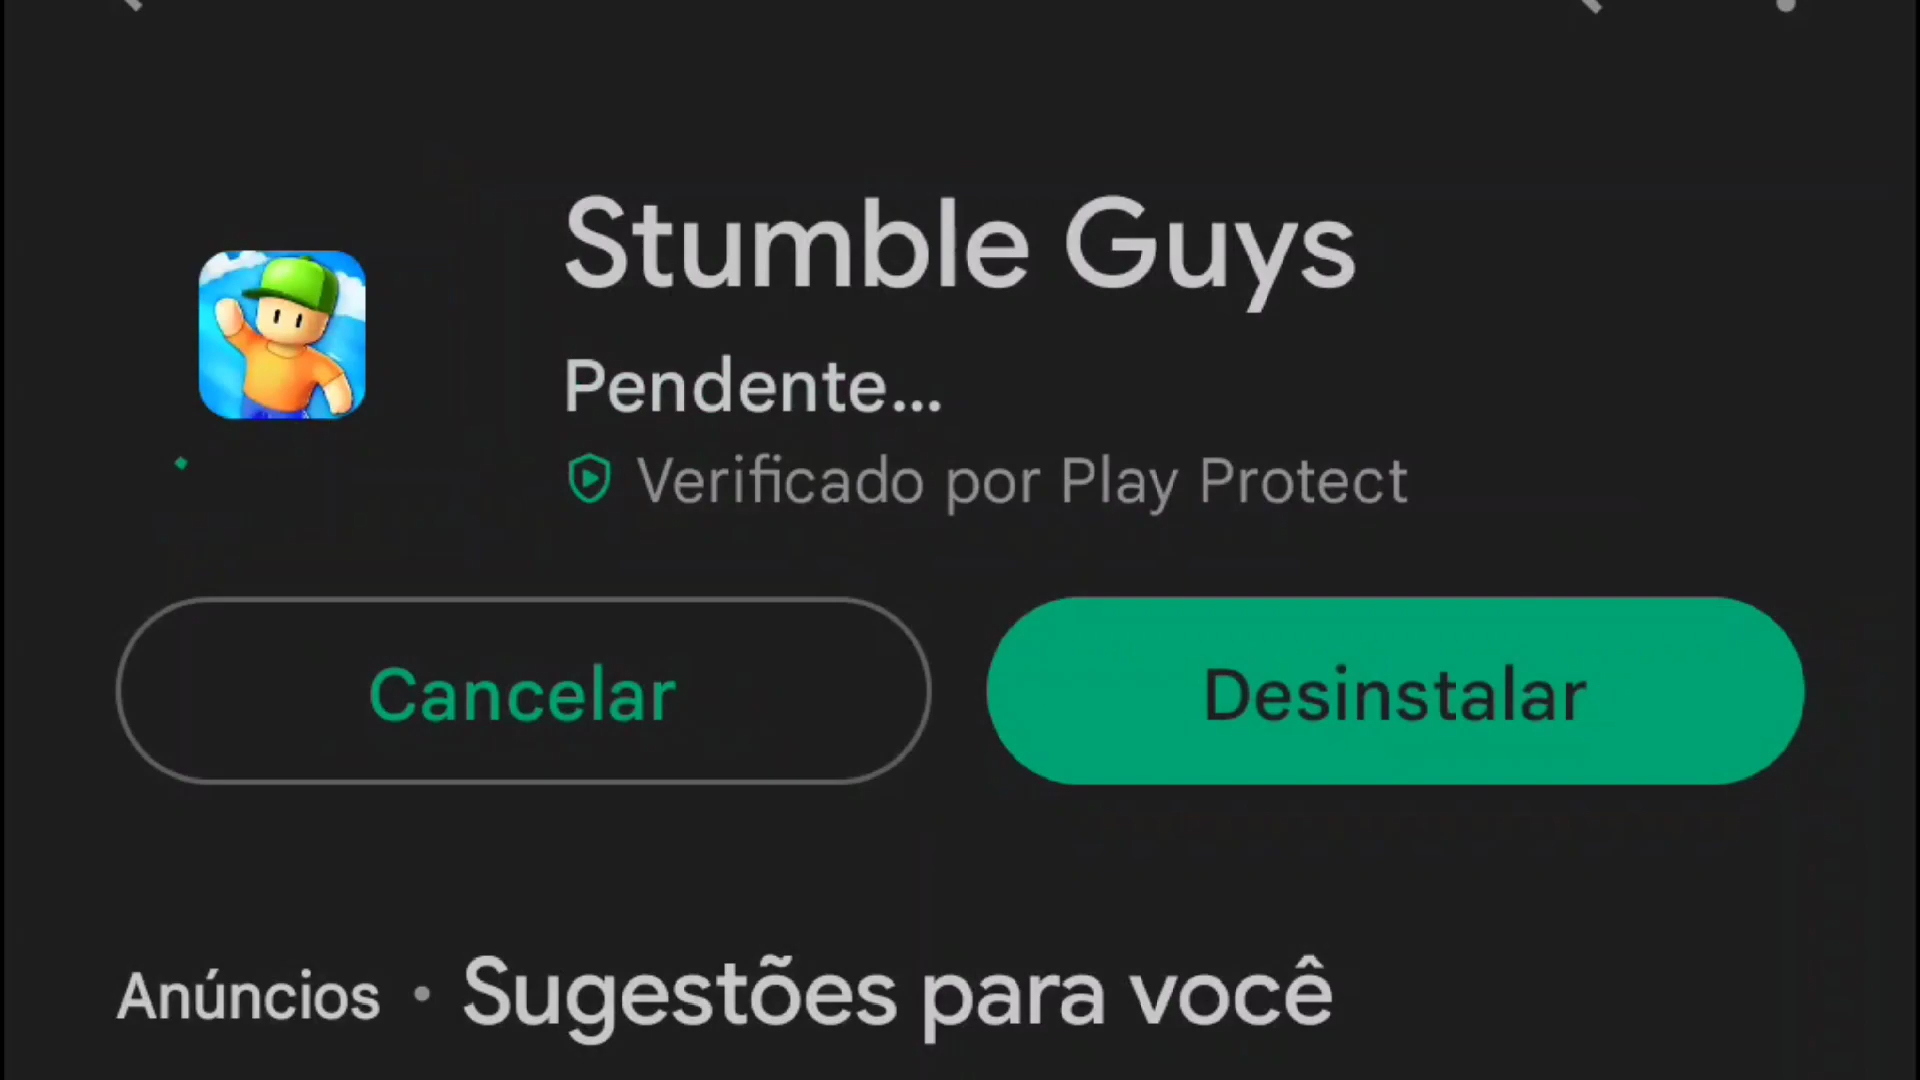 Stumble Guys
Pendente...
Verificado por Play Protect
Cancelar
Desinstalar
Anúncios • Sugestões para você